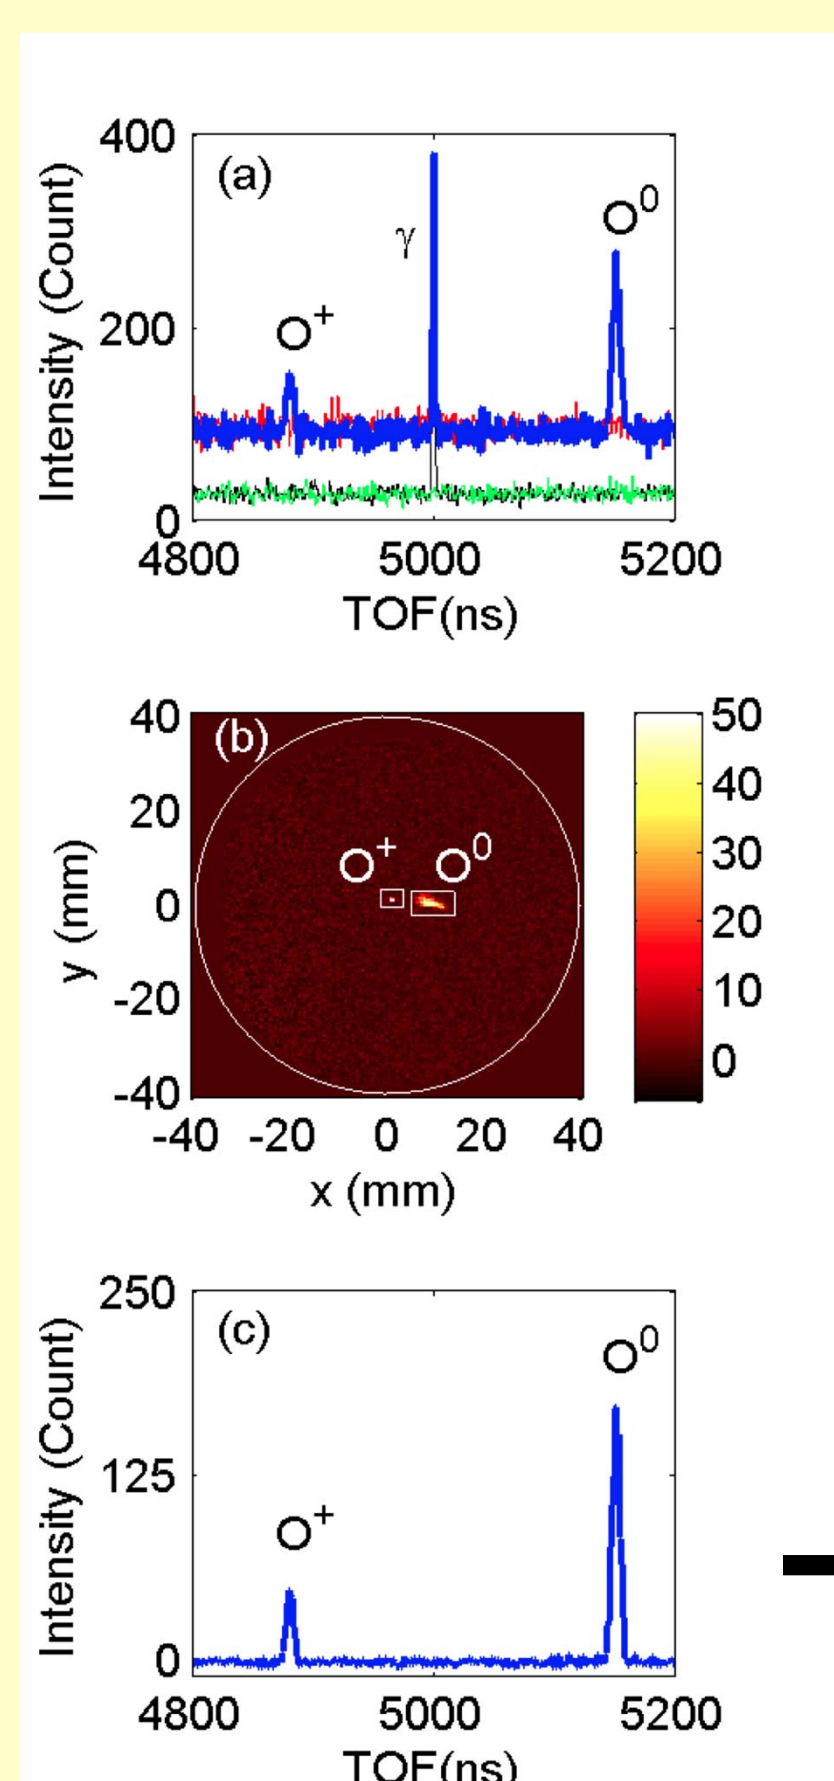 400
(a)
O⁰
γ
Intensity (Count)
O⁺
200
0
4800 5000 5200
TOF(ns)
40
(b)
50
40
20
O⁺ O⁰
30
y (mm)
0
20
-20
10
0
-40
-40 -20 0 20 40
x (mm)
250
(c)
O⁰
Intensity (Count)
125
O⁺
0
4800 5000 5200
TOF(ns)